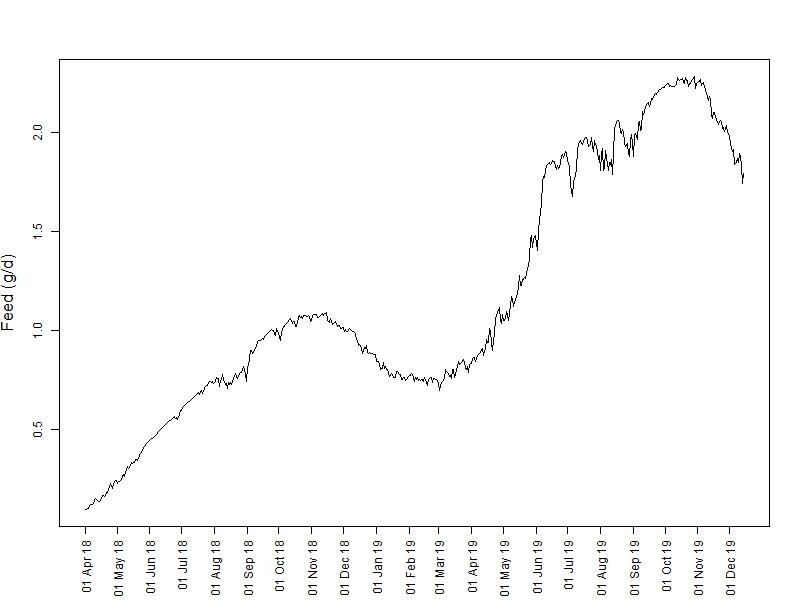 Feed (g/d)
2.0
1.5
1.0
0.5
01 Apr 18
01 May 18
01 Jun 18
01 Jul 18
01 Aug 18
01 Sep 18
01 Oct 18
01 Nov 18
01 Dec 18
01 Jan 19
01 Feb 19
01 Mar 19
01 Apr 19
01 May 19
01 Jun 19
01 Jul 19
01 Aug 19
01 Sep 19
01 Oct 19
01 Nov 19
01 Dec 19